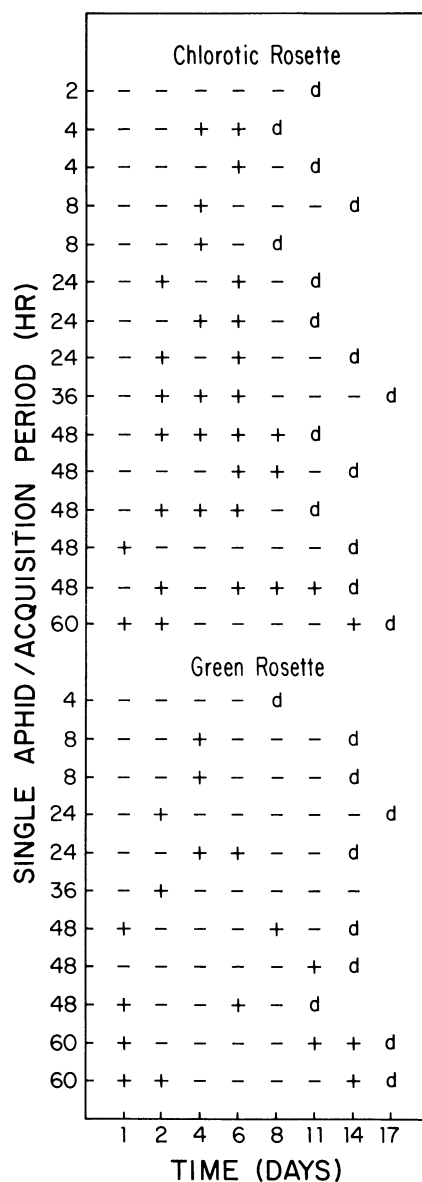 Chlorotic Rosette
2 - - - - - d
4 - - + + d
4 - - - + - d
8 - - + - - - d
8 - - + - d
24 - + - + - d
24 - - + + - d
24 - + - + - - d
36 - + + + - - - d
48 - + + + + d
48 - - - + + - d
48 - + + + - d
48 + - - - - - d
48 - + - + + + d
60 + + - - - - + d
Green Rosette
4 - - - - d
8 - - + - - - d
8 - - + - - - d
24 - + - - - - - d
24 - - + + - - d
36 - + - - - - -
48 + - - - + - d
48 - - - - - + d
48 + - - + - d
60 + - - - - + + d
60 + + - - - - + d
1 2 4 6 8 11 14 17
TIME (DAYS)
SINGLE APHID/ACQUISITION PERIOD (HR)